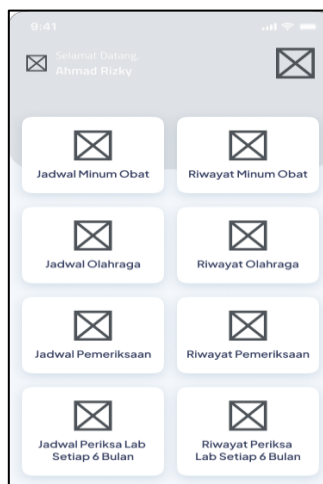 9:41
Selamat Datang,
Ahmad Rizky
Jadwal Minum Obat
Riwayat Minum Obat
Jadwal Olahraga
Riwayat Olahraga
Jadwal Pemeriksaan
Riwayat Pemeriksaan
Jadwal Periksa Lab
Setiap 6 Bulan
Riwayat Periksa
Lab Setiap 6 Bulan